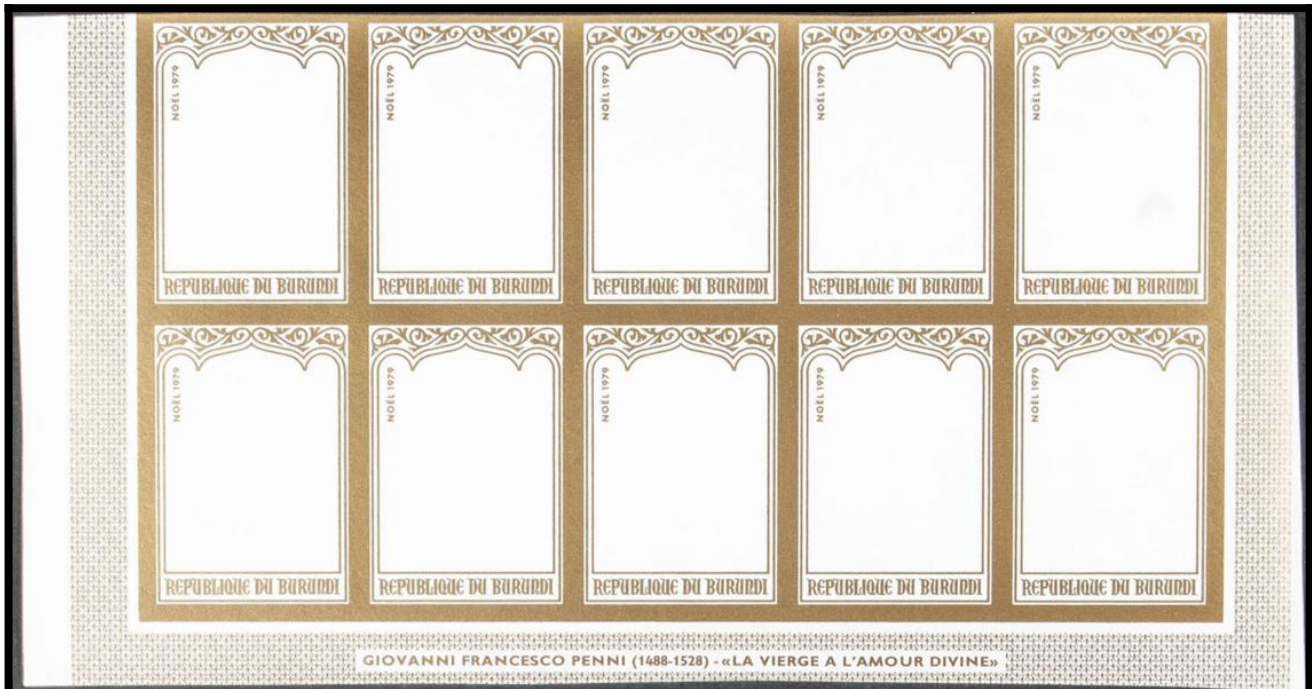 NOËL 1979
NOËL 1979
NOËL 1979
NOËL 1979
NOËL 1979
REPUBLIQUE DU BURUNDI
REPUBLIQUE DU BURUNDI
REPUBLIQUE DU BURUNDI
REPUBLIQUE DU BURUNDI
REPUBLIQUE DU BURUNDI
NOËL 1979
NOËL 1979
NOËL 1979
NOËL 1979
NOËL 1979
REPUBLIQUE DU BURUNDI
REPUBLIQUE DU BURUNDI
REPUBLIQUE DU BURUNDI
REPUBLIQUE DU BURUNDI
REPUBLIQUE DU BURUNDI
GIOVANNI FRANCESCO PENNI (1488-1528) - «LA VIERGE A L'AMOUR DIVINE»